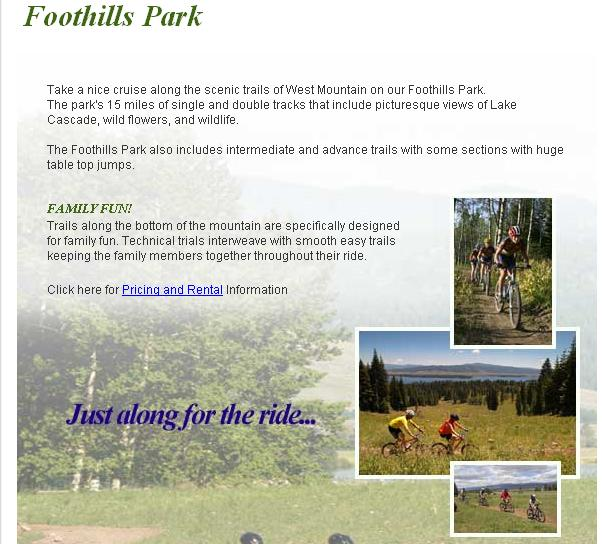 Foothills Park
Take a nice cruise along the scenic trails of West Mountain on our Foothills Park.
The park's 15 miles of single and double tracks that include picturesque views of Lake
Cascade, wild flowers, and wildlife.
The Foothills Park also includes intermediate and advance trails with some sections with huge
table top jumps.
FAMILY FUN!
Trails along the bottom of the mountain are specifically designed
for family fun. Technical trials interweave with smooth easy trails
keeping the family members together throughout their ride.
Click here for Pricing and Rental Information
Just along for the ride...